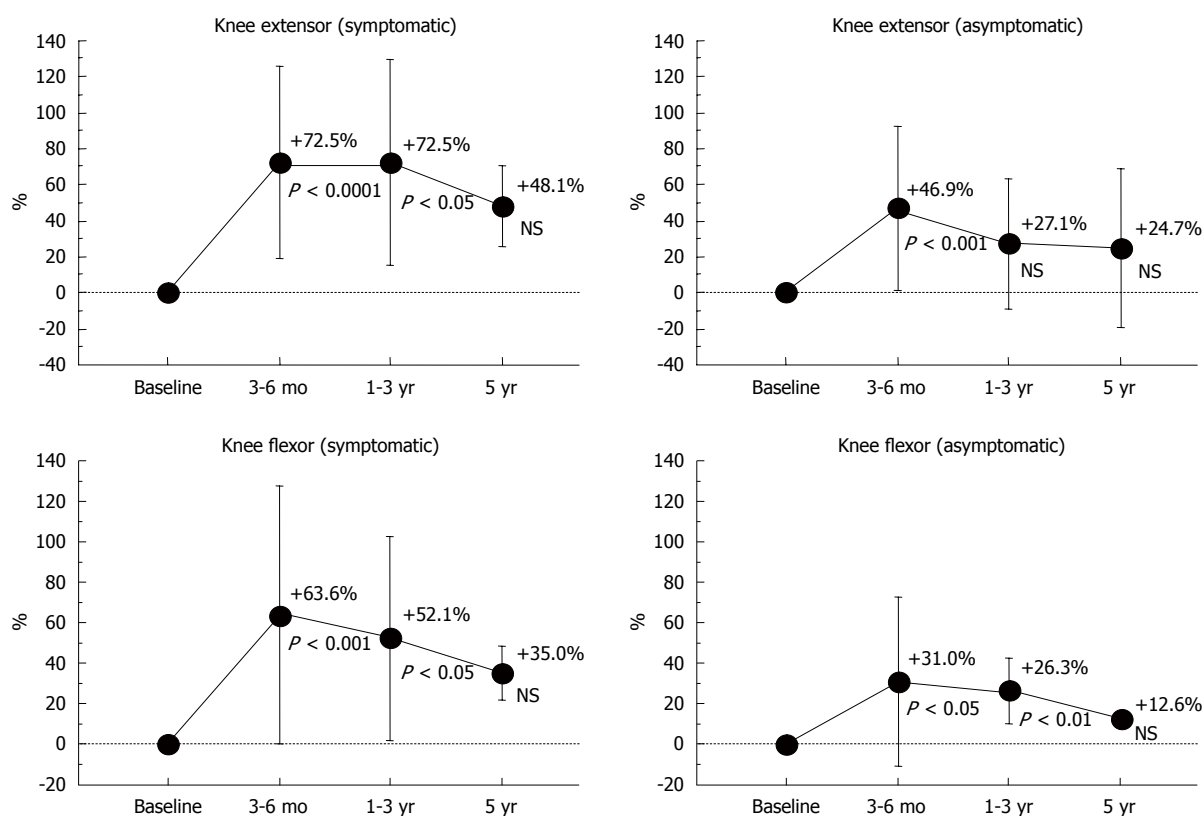 Knee extensor (symptomatic)
140
120
100
80
60
40
20
0
-20
-40
%
+72.5%
P < 0.0001
+72.5%
P < 0.05
+48.1%
NS
Baseline
3-6 mo
1-3 yr
5 yr
Knee extensor (asymptomatic)
140
120
100
80
60
40
20
0
-20
-40
%
+46.9%
P < 0.001
+27.1%
NS
+24.7%
NS
Baseline
3-6 mo
1-3 yr
5 yr
Knee flexor (symptomatic)
140
120
100
80
60
40
20
0
-20
%
+63.6%
P < 0.001
+52.1%
P < 0.05
+35.0%
NS
Baseline
3-6 mo
1-3 yr
5 yr
Knee flexor (asymptomatic)
140
120
100
80
60
40
20
0
-20
%
+31.0%
P < 0.05
+26.3%
P < 0.01
+12.6%
NS
Baseline
3-6 mo
1-3 yr
5 yr